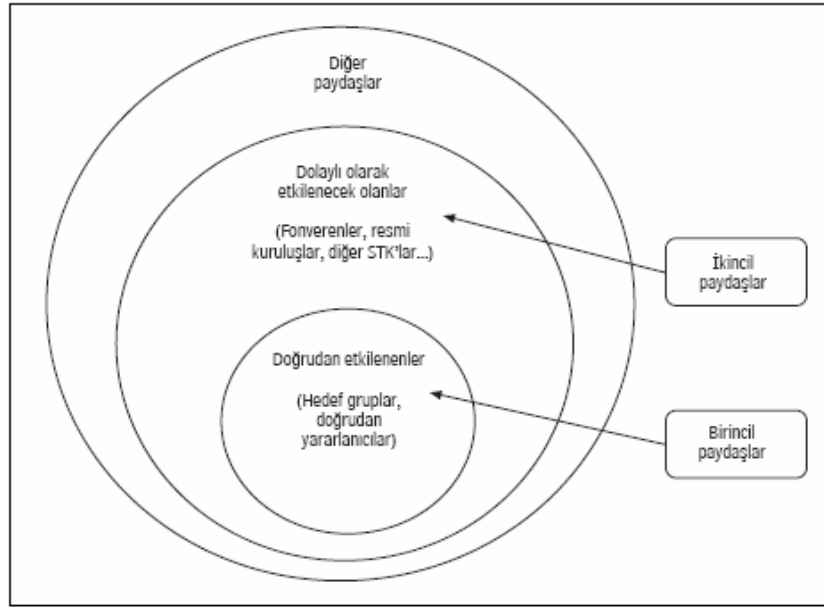 Diğer
paydaşlar
Dolaylı olarak
etkilenecek olanlar
(Fonverenler, resmi
kuruluşlar, diğer STK'lar...)
İkincil
paydaşlar
Doğrudan etkilenenler
(Hedef gruplar,
doğrudan
yararlanıcılar)
Birincil
paydaşlar